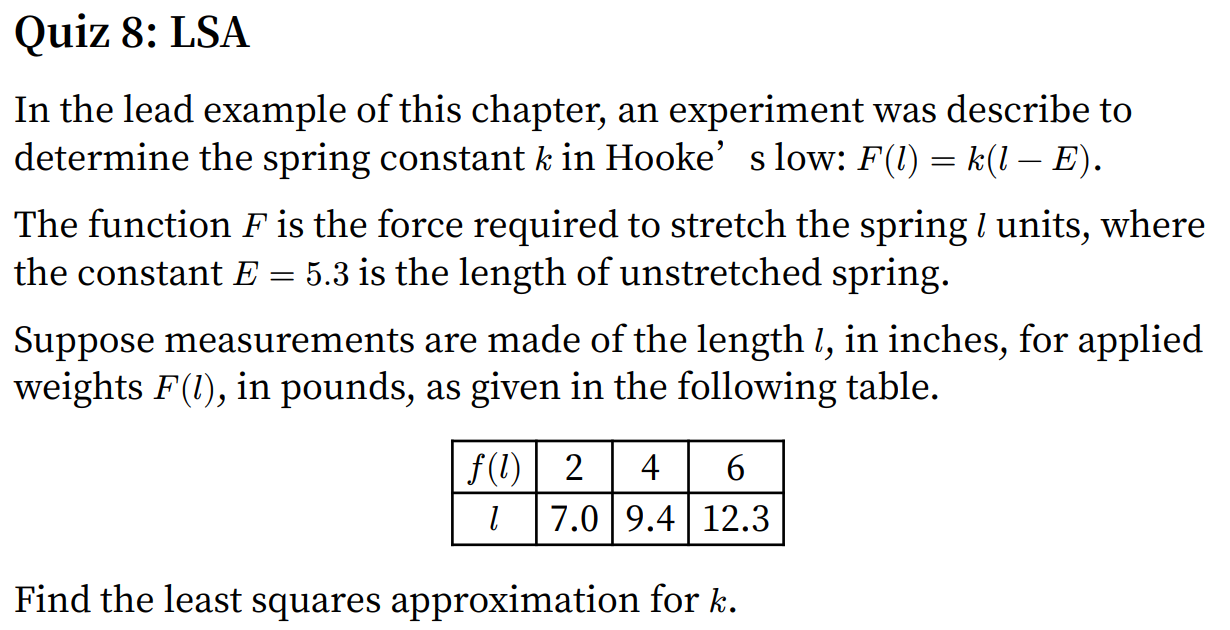 Quiz 8: LSA
In the lead example of this chapter, an experiment was describe to
determine the spring constant k in Hooke’ s low: F(l) = k(l − E).
The function F is the force required to stretch the spring l units, where
the constant E = 5.3 is the length of unstretched spring.
Suppose measurements are made of the length l, in inches, for applied
weights F(l), in pounds, as given in the following table.
f(l) 2 4 6
l 7.0 9.4 12.3
Find the least squares approximation for k.